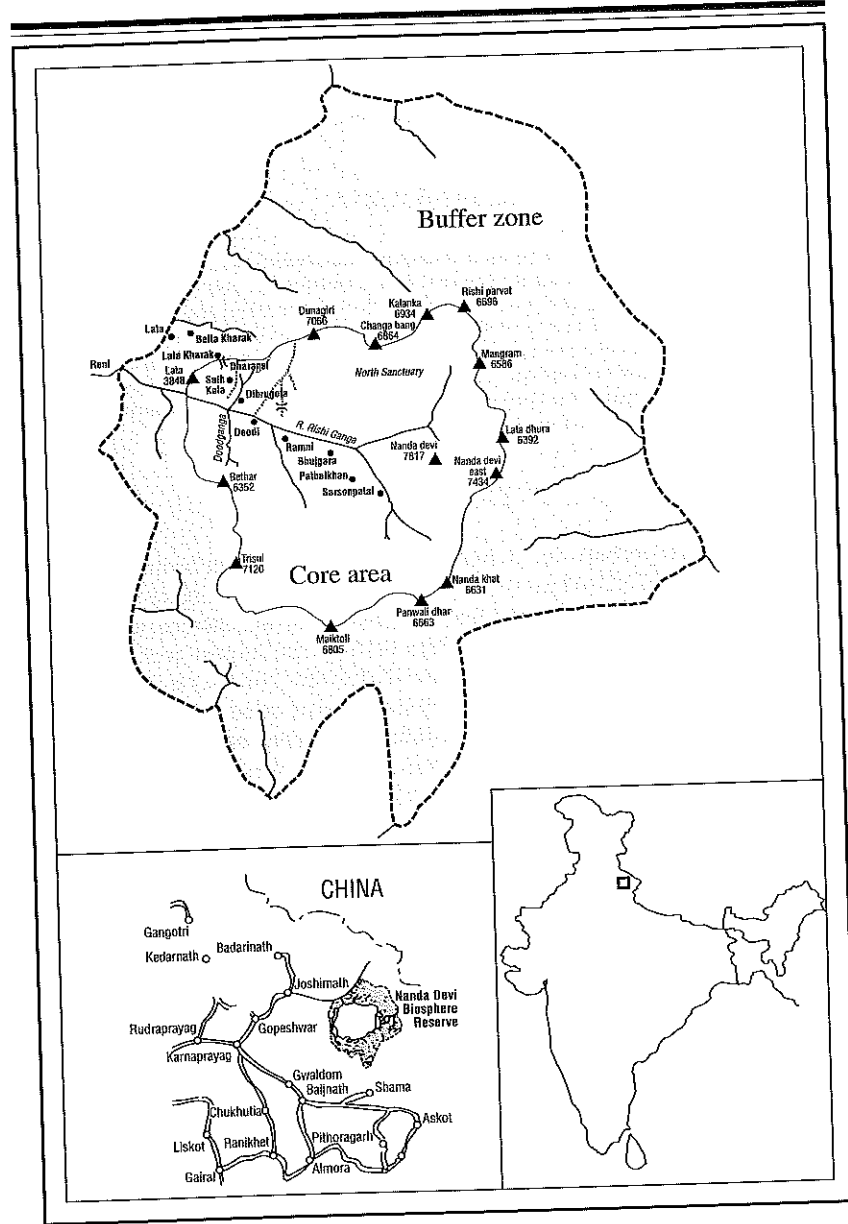 Buffer zone
Rishi parvat
6696
Kalanka
6934
Dunagiri
7066
Changa bang
6864
Lata
Bella Kharak
Lata Kharak
Dharansi
Mangram
6586
North Sanctuary
Reni
Lata
3848
Suth
Kala
Dibrugeta
Deodi
Doodganga
R. Rishi Ganga
Ramni
Bhujgara
Patbalkhan
Sarsonpatal
Lata dhura
6392
Nanda devi
7817
Nanda devi
east
7434
Bethar
6352
Trisul
7120
Core area
Nanda khat
6631
Panwali dhar
6663
Maiktoli
6805
CHINA
Gangotri
Kedarnath
Badarinath
Joshimath
Nanda Devi
Biosphere
Reserve
Rudraprayag
Gopeshwar
Karnaprayag
Gwaldom
Baijnath
Shama
Chukhutia
Askot
Liskot
Ranikhet
Pithoragarh
Gairal
Almora